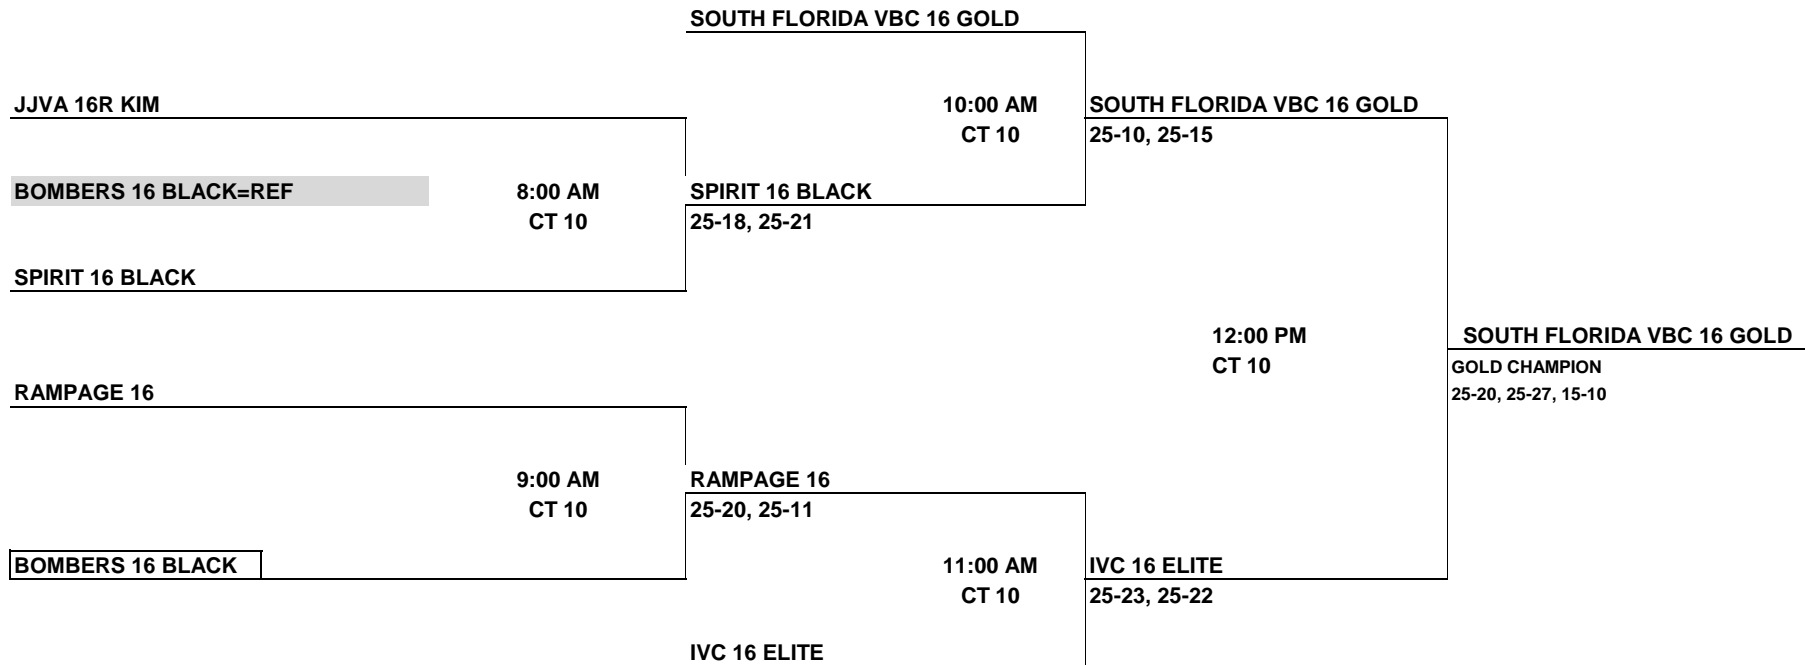 SOUTH FLORIDA VBC 16 GOLD
JJVA 16R KIM
10:00 AM
SOUTH FLORIDA VBC 16 GOLD
CT 10
25-10, 25-15
BOMBERS 16 BLACK=REF
8:00 AM
SPIRIT 16 BLACK
CT 10
25-18, 25-21
SPIRIT 16 BLACK
12:00 PM
SOUTH FLORIDA VBC 16 GOLD
CT 10
GOLD CHAMPION
RAMPAGE 16
25-20, 25-27, 15-10
9:00 AM
RAMPAGE 16
CT 10
25-20, 25-11
BOMBERS 16 BLACK
11:00 AM
IVC 16 ELITE
CT 10
25-23, 25-22
IVC 16 ELITE